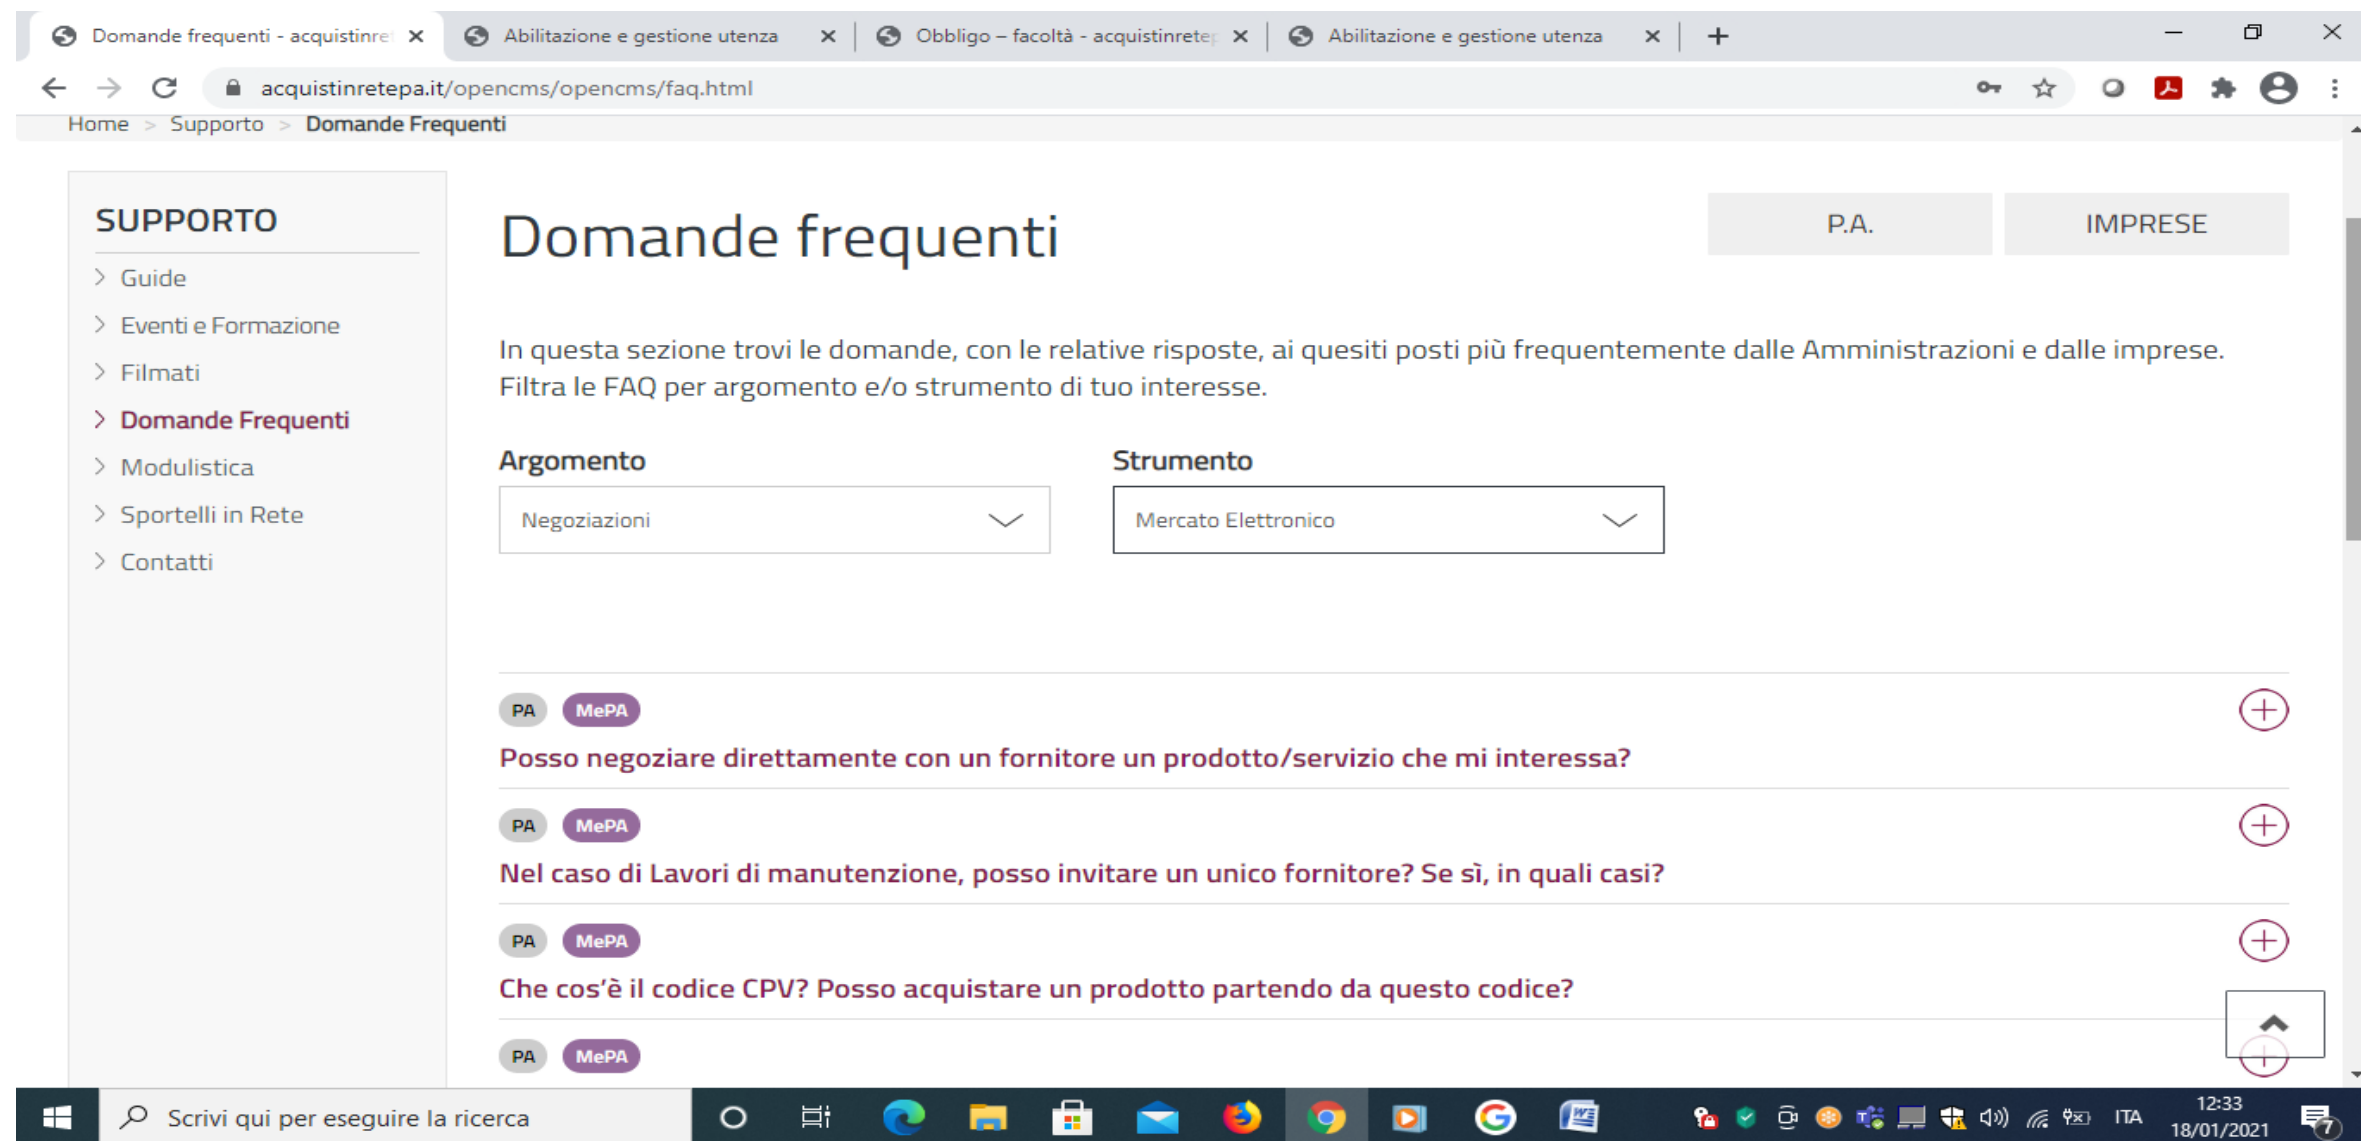 Domande frequenti - acquistinret
Abilitazione e gestione utenza
Obbligo – facoltà - acquistinretep
Abilitazione e gestione utenza
acquistinretepa.it/opencms/opencms/faq.html
Home > Supporto > Domande Frequenti
SUPPORTO
Guide
Eventi e Formazione
Filmati
Domande Frequenti
Modulistica
Sportelli in Rete
Contatti
Domande frequenti
P.A.
IMPRESE
In questa sezione trovi le domande, con le relative risposte, ai quesiti posti più frequentemente dalle Amministrazioni e dalle imprese.
Filtra le FAQ per argomento e/o strumento di tuo interesse.
Argomento
Strumento
Negoziazioni
Mercato Elettronico
PA MePA
Posso negoziare direttamente con un fornitore un prodotto/servizio che mi interessa?
PA MePA
Nel caso di Lavori di manutenzione, posso invitare un unico fornitore? Se sì, in quali casi?
PA MePA
Che cos'è il codice CPV? Posso acquistare un prodotto partendo da questo codice?
PA MePA
Scrivi qui per eseguire la ricerca
ITA
12:33
18/01/2021
7